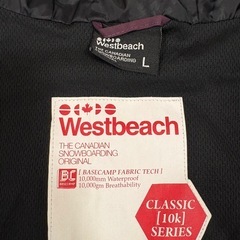 Westbeach
THE CANADIAN
SNOWBOARDING
L
Westbeach
THE CANADIAN
SNOWBOARDING
ORIGINAL
[ BASECAMP FABRIC TECH ]
BC
10,000mm Waterproof
10,000gm Breathability
CLASSIC
[10k]
SERIES